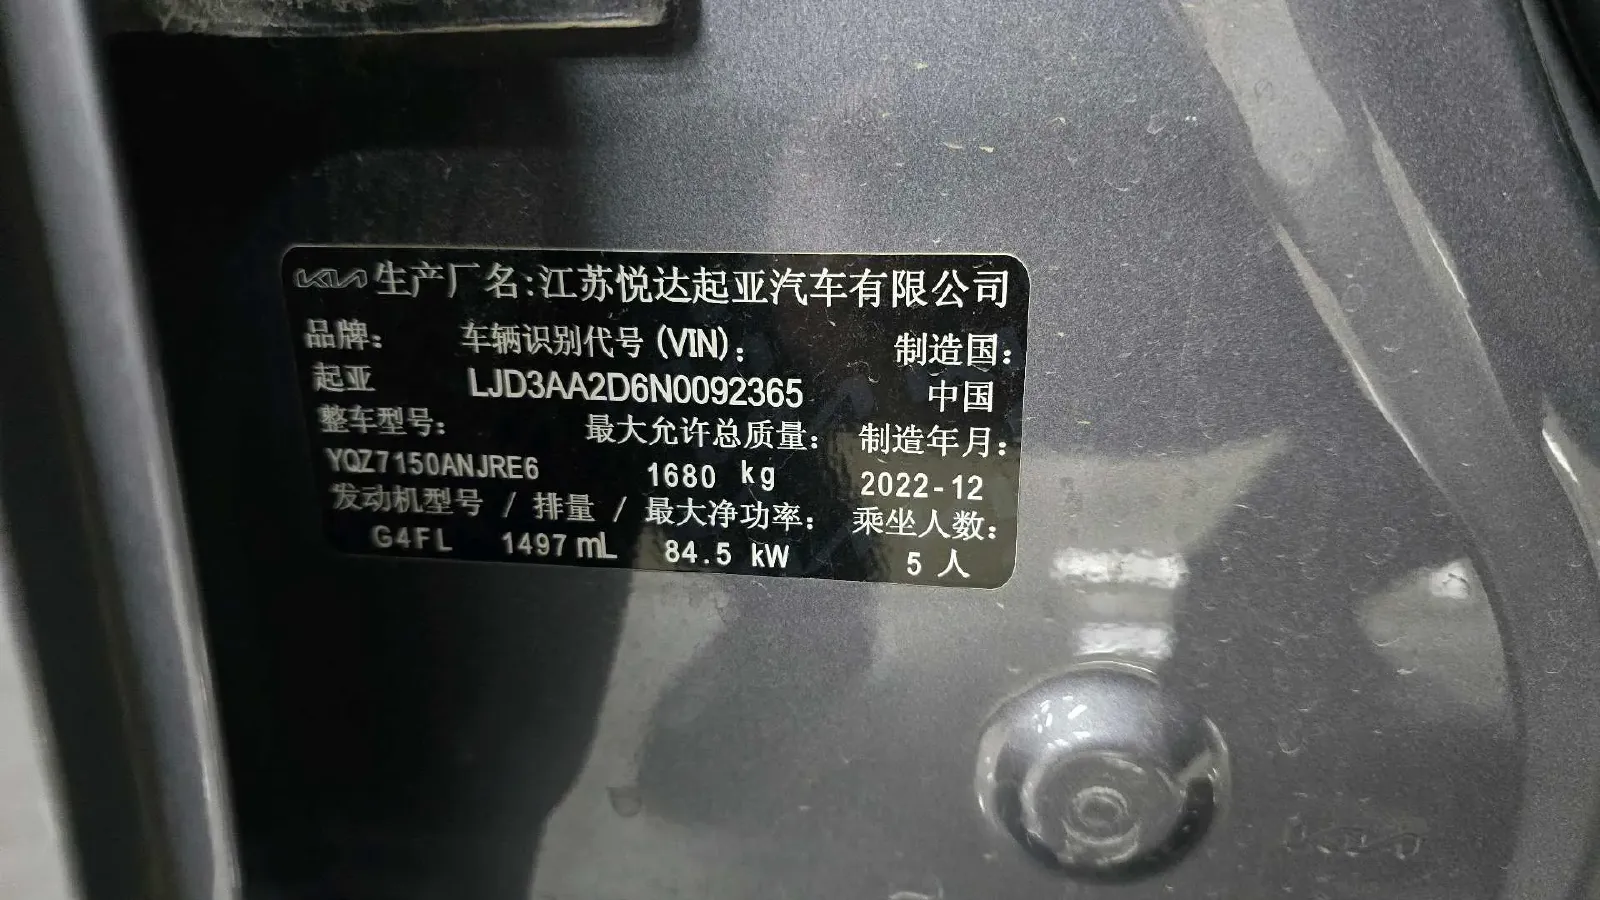 KIA 生产厂名:江苏悦达起亚汽车有限公司
品牌: 车辆识别代号(VIN): 制造国:
起亚 LJD3AA2D6N0092365 中国
整车型号: 最大允许总质量: 制造年月:
YQZ7150ANJRE6 1680 kg 2022-12
发动机型号 / 排量 / 最大净功率: 乘坐人数:
G4FL 1497 mL 84.5 kW 5 人